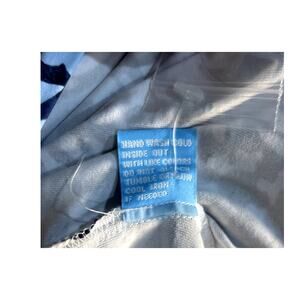 HAND WASH COLD
INSIDE OUT
WITH LIKE COLORS
DO NOT BLEACH
TUMBLE DRY LOW
COOL IRON
IF NEEDED